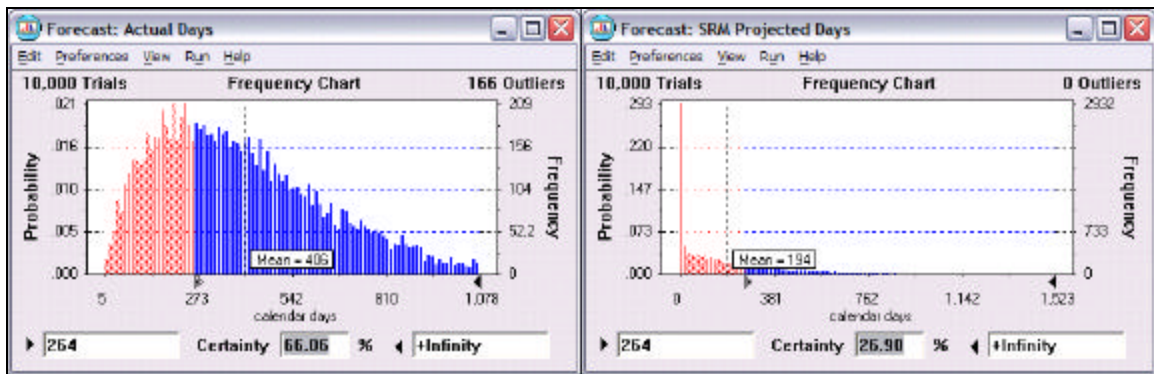 Forecast: Actual Days
Edit Preferences View Run Help
10,000 Trials Frequency Chart 166 Outliers
.021
.016
.010
.005
.000
Probability
209
156
104
52.2
0
Frequency
Mean = 406
5 273 542 810 1,078
calendar days
264 Certainty 66.06 % +Infinity
Forecast: SRM Projected Days
Edit Preferences View Run Help
10,000 Trials Frequency Chart 0 Outliers
.293
.220
.147
.073
.000
Probability
2932
1466
733
0
Frequency
Mean = 194
0 381 762 1,142 1,523
calendar days
264 Certainty 26.90 % +Infinity